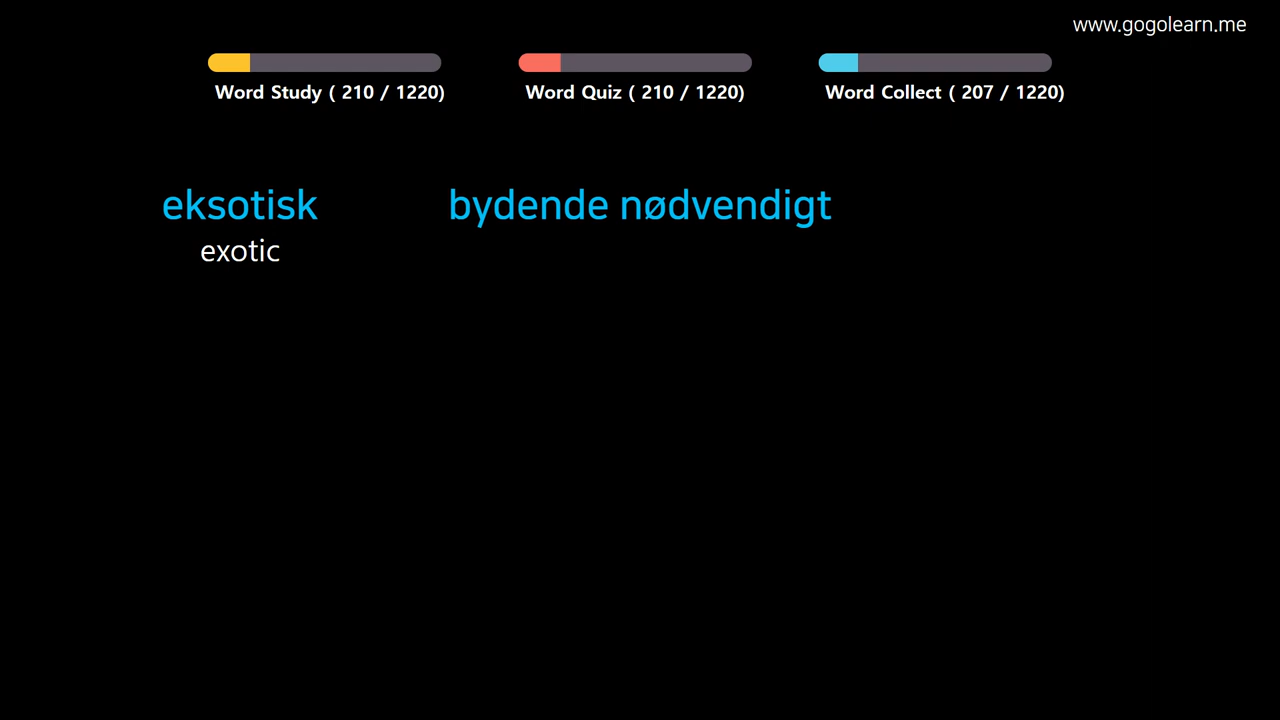 www.gogolearn.me
Word Study ( 210 / 1220)
Word Quiz ( 210 / 1220)
Word Collect ( 207 / 1220)
eksotisk
exotic
bydende nødvendigt